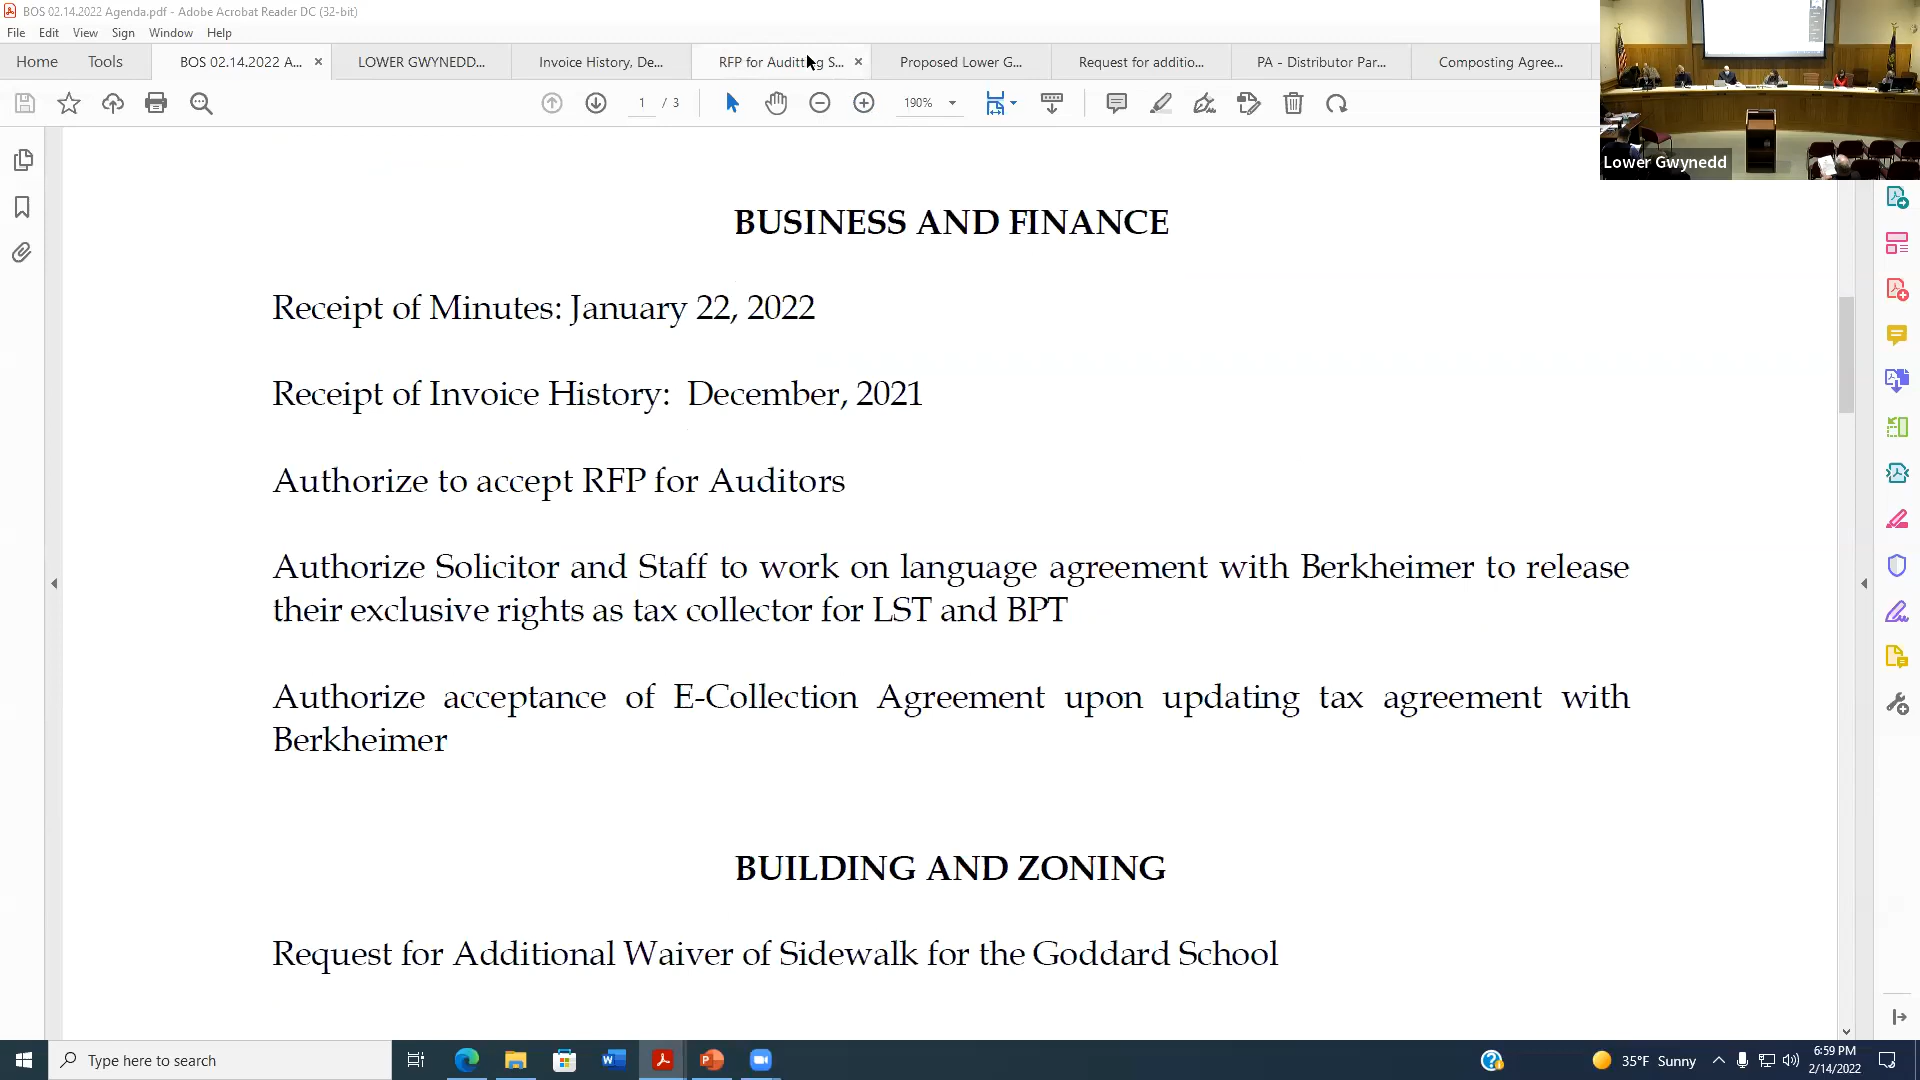 BOS 02.14.2022 Agenda.pdf - Adobe Acrobat Reader DC (32-bit)
File Edit View Sign Window Help
Home Tools BOS 02.14.2022 A... LOWER GWYNEDD... Invoice History, De... RFP for Auditing S... Proposed Lower G... Request for additio... PA - Distributor Par... Composting Agree...
1 / 3 190%
Lower Gwynedd
BUSINESS AND FINANCE
Receipt of Minutes: January 22, 2022
Receipt of Invoice History: December, 2021
Authorize to accept RFP for Auditors
Authorize Solicitor and Staff to work on language agreement with Berkheimer to release
their exclusive rights as tax collector for LST and BPT
Authorize acceptance of E-Collection Agreement upon updating tax agreement with
Berkheimer
BUILDING AND ZONING
Request for Additional Waiver of Sidewalk for the Goddard School
Type here to search
35°F Sunny
6:59 PM
2/14/2022